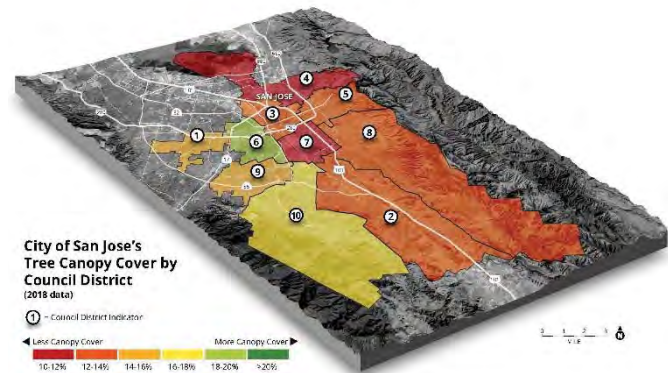 4
SAN JOSE
5
3
1
8
6
7
9
10
2
101
City of San Jose's
Tree Canopy Cover by
Council District
(2018 data)
1 = Council District Indicator
Less Canopy Cover More Canopy Cover
10-12% 12-14% 14-16% 16-18% 18-20% >20%
MILE
N